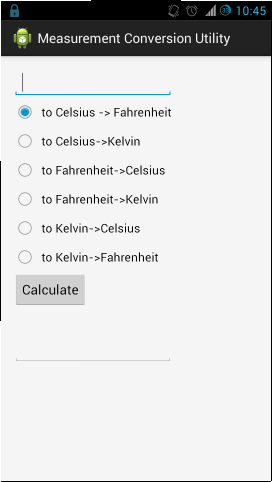 10:45
Measurement Conversion Utility
to Celsius -> Fahrenheit
to Celsius->Kelvin
to Fahrenheit->Celsius
to Fahrenheit->Kelvin
to Kelvin->Celsius
to Kelvin->Fahrenheit
Calculate